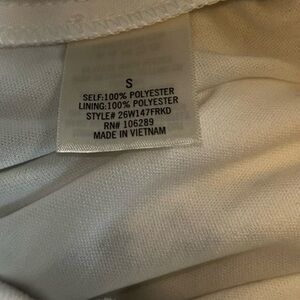 S
SELF:100% POLYESTER
LINING:100% POLYESTER
STYLE# 26W147FRKD
RN# 106289
MADE IN VIETNAM